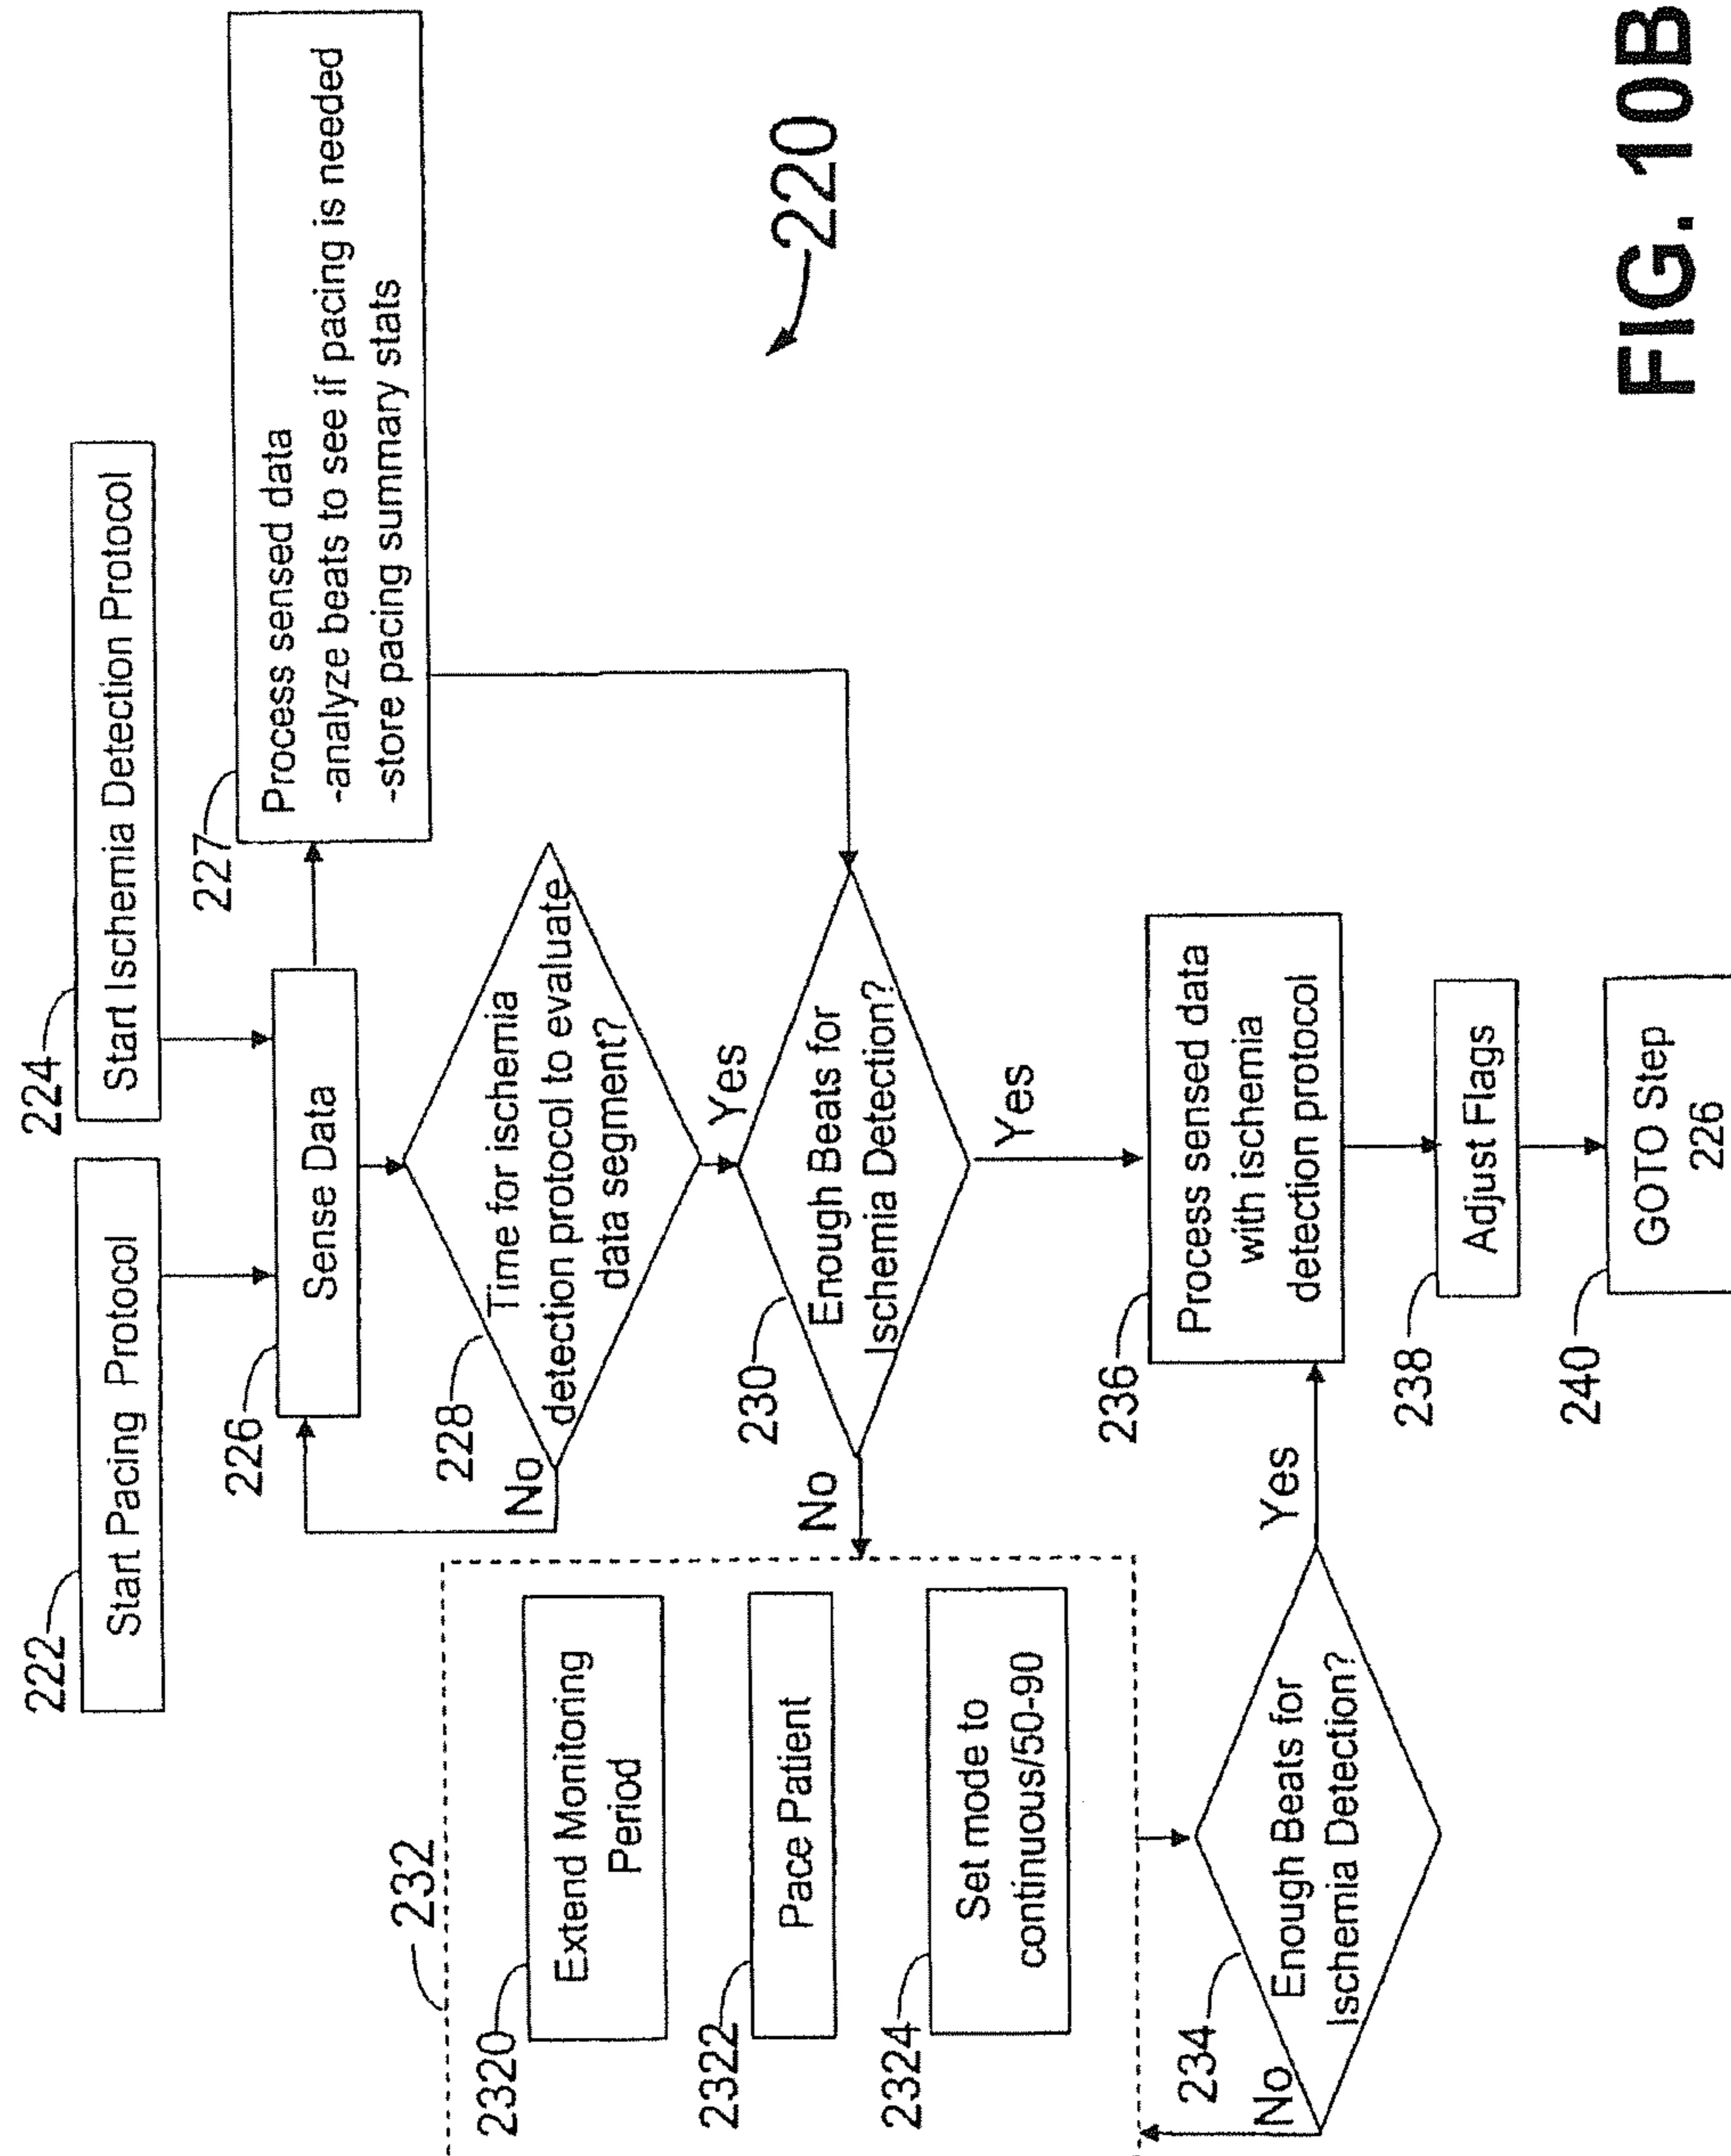 222
Start Pacing Protocol
224
Start Ischemia Detection Protocol
226
Sense Data
227
Process sensed data
-analyze beats to see if pacing is needed
-store pacing summary stats
228
Time for ischemia
detection protocol to evaluate
data segment?
No
Yes
220
230
Enough Beats for
Ischemia Detection?
No
Yes
232
2320
Extend Monitoring
Period
2322
Pace Patient
2324
Set mode to
continuous/50-90
234
Enough Beats for
Ischemia Detection?
No
Yes
236
Process sensed data
with ischemia
detection protocol
238
Adjust Flags
240
GOTO Step
226
FIG. 10B